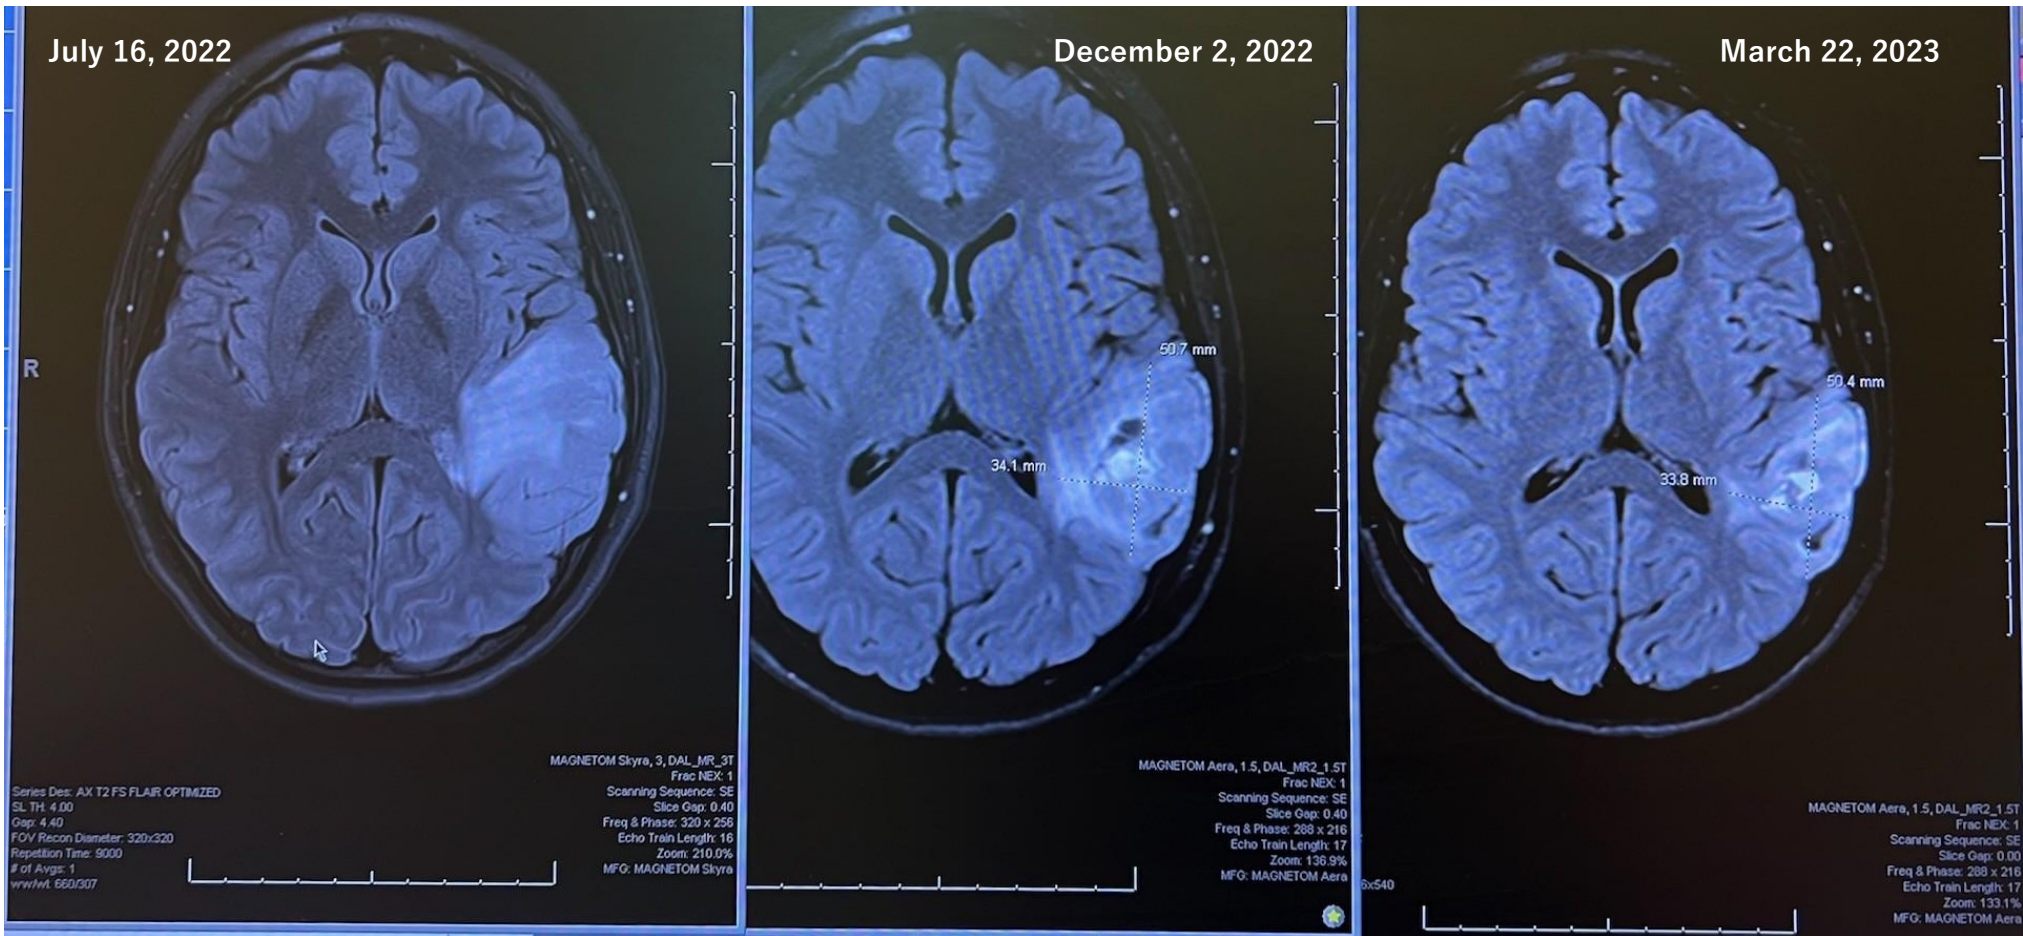 July 16, 2022
R
MAGNETOM Skyra, 3, DAL_MR_3T
Frac NEX: 1
Scanning Sequence: SE
Slice Gap: 0.40
Freq & Phase: 320 x 256
Echo Train Length: 16
Zoom: 210.0%
MFG: MAGNETOM Skyra
Series Des: AX T2 FS FLAIR OPTIMIZED
SL TH: 4.00
Gap: 4.40
FOV Recon Diameter: 320x320
Repetition Time: 9000
# of Avgs: 1
ww/wl: 660/307
December 2, 2022
50.7 mm
34.1 mm
MAGNETOM Aera, 1.5, DAL_MR2_1.5T
Frac NEX: 1
Scanning Sequence: SE
Slice Gap: 0.40
Freq & Phase: 288 x 216
Echo Train Length: 17
Zoom: 136.9%
MFG: MAGNETOM Aera
March 22, 2023
50.4 mm
33.8 mm
6x540
MAGNETOM Aera, 1.5, DAL_MR2_1.5T
Frac NEX: 1
Scanning Sequence: SE
Slice Gap: 0.00
Freq & Phase: 288 x 216
Echo Train Length: 17
Zoom: 133.1%
MFG: MAGNETOM Aera